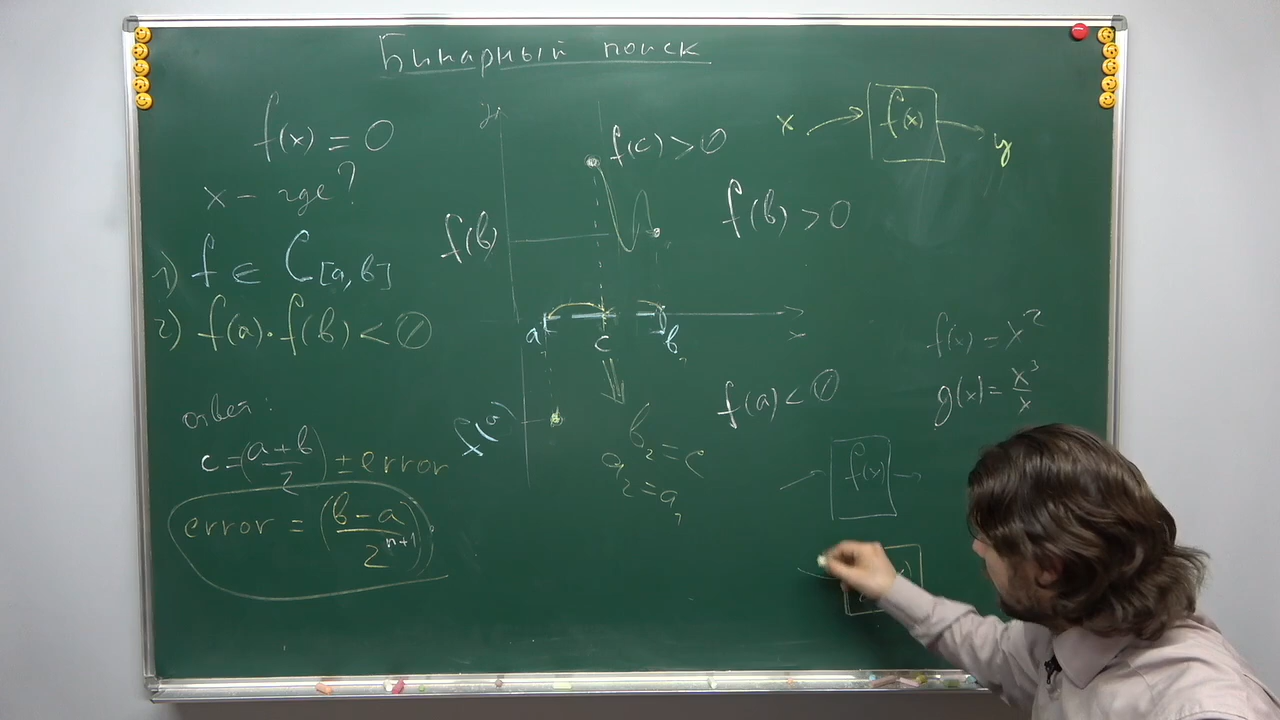 Бинарный поиск
f(x) = 0
x – где?
1) f ∈ C[a, b]
2) f(a)·f(b) < 0
ответ:
c = (a + b / 2) ± error
error = (b – a / 2^(n+1))
y
f(c) > 0
f(b)
f(b) > 0
a
c
b
x
f(a)
f(a) < 0
b₂ = c
a₂ = a
x → f(x) → y
f(x) = x²
g(x) = x³/x
f(x)